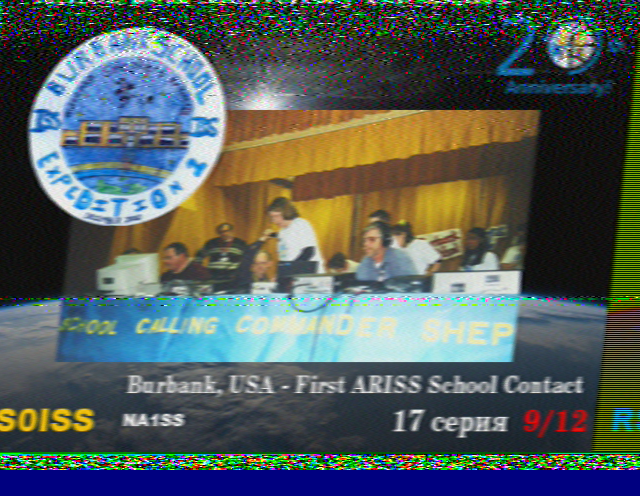 20
Anniversary!
BURBANK SCHOOL
EXPEDITION 1
SCHOOL CALLING COMMANDER SHEP
Burbank, USA - First ARISS School Contact
17 серия 9/12
S0ISS NA1SS R